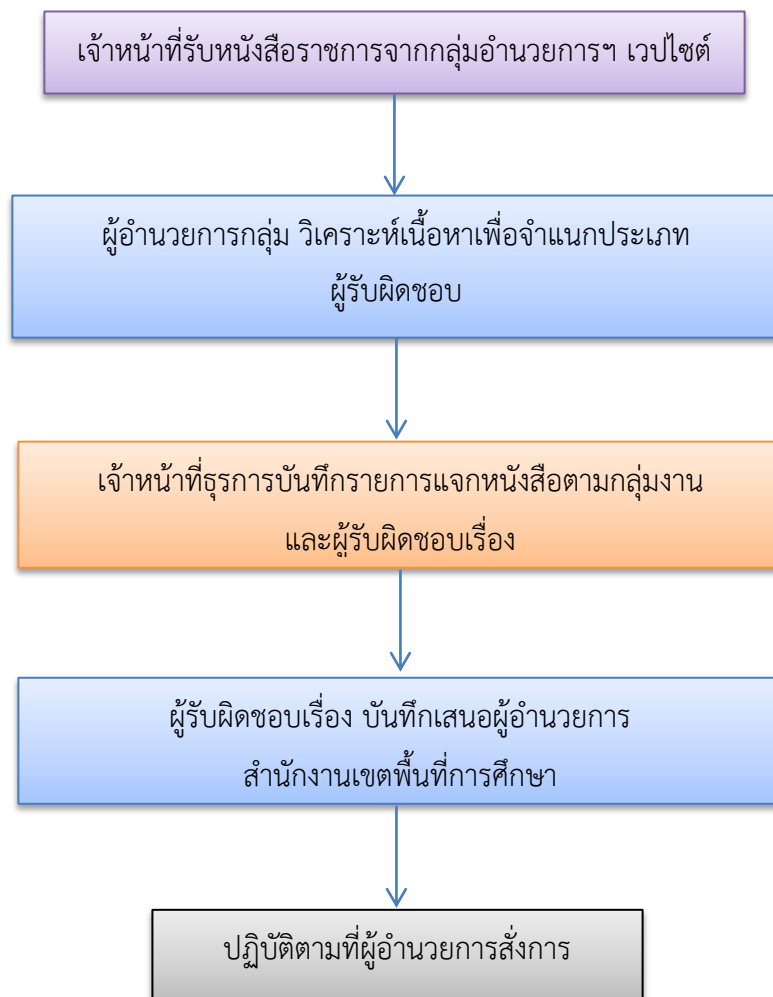 เจ้าหน้าที่รับหนังสือราชการจากกลุ่มอำนวยการฯ เวปไซต์
ผู้อำนวยการกลุ่ม วิเคราะห์เนื้อหาเพื่อจำแนกประเภท
ผู้รับผิดชอบ
เจ้าหน้าที่ธุรการบันทึกรายการแจกหนังสือตามกลุ่มงาน
และผู้รับผิดชอบเรื่อง
ผู้รับผิดชอบเรื่อง บันทึกเสนอผู้อำนวยการ
สำนักงานเขตพื้นที่การศึกษา
ปฏิบัติตามที่ผู้อำนวยการสั่งการ